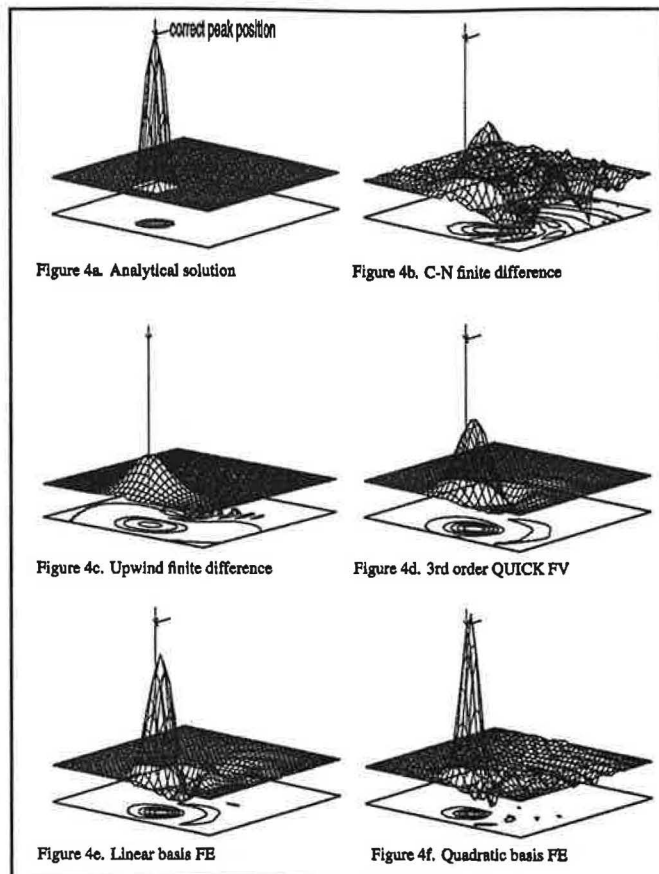 correct peak position
Figure 4a. Analytical solution
Figure 4b. C-N finite difference
Figure 4c. Upwind finite difference
Figure 4d. 3rd order QUICK FV
Figure 4e. Linear basis FE
Figure 4f. Quadratic basis FE